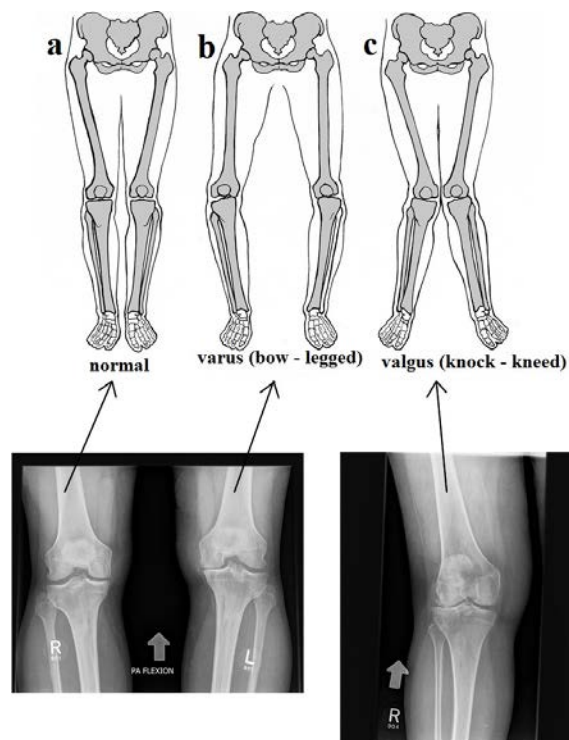 a b c
normal
varus (bow - legged)
valgus (knock - kneed)
R
L
PA FLEXION
R